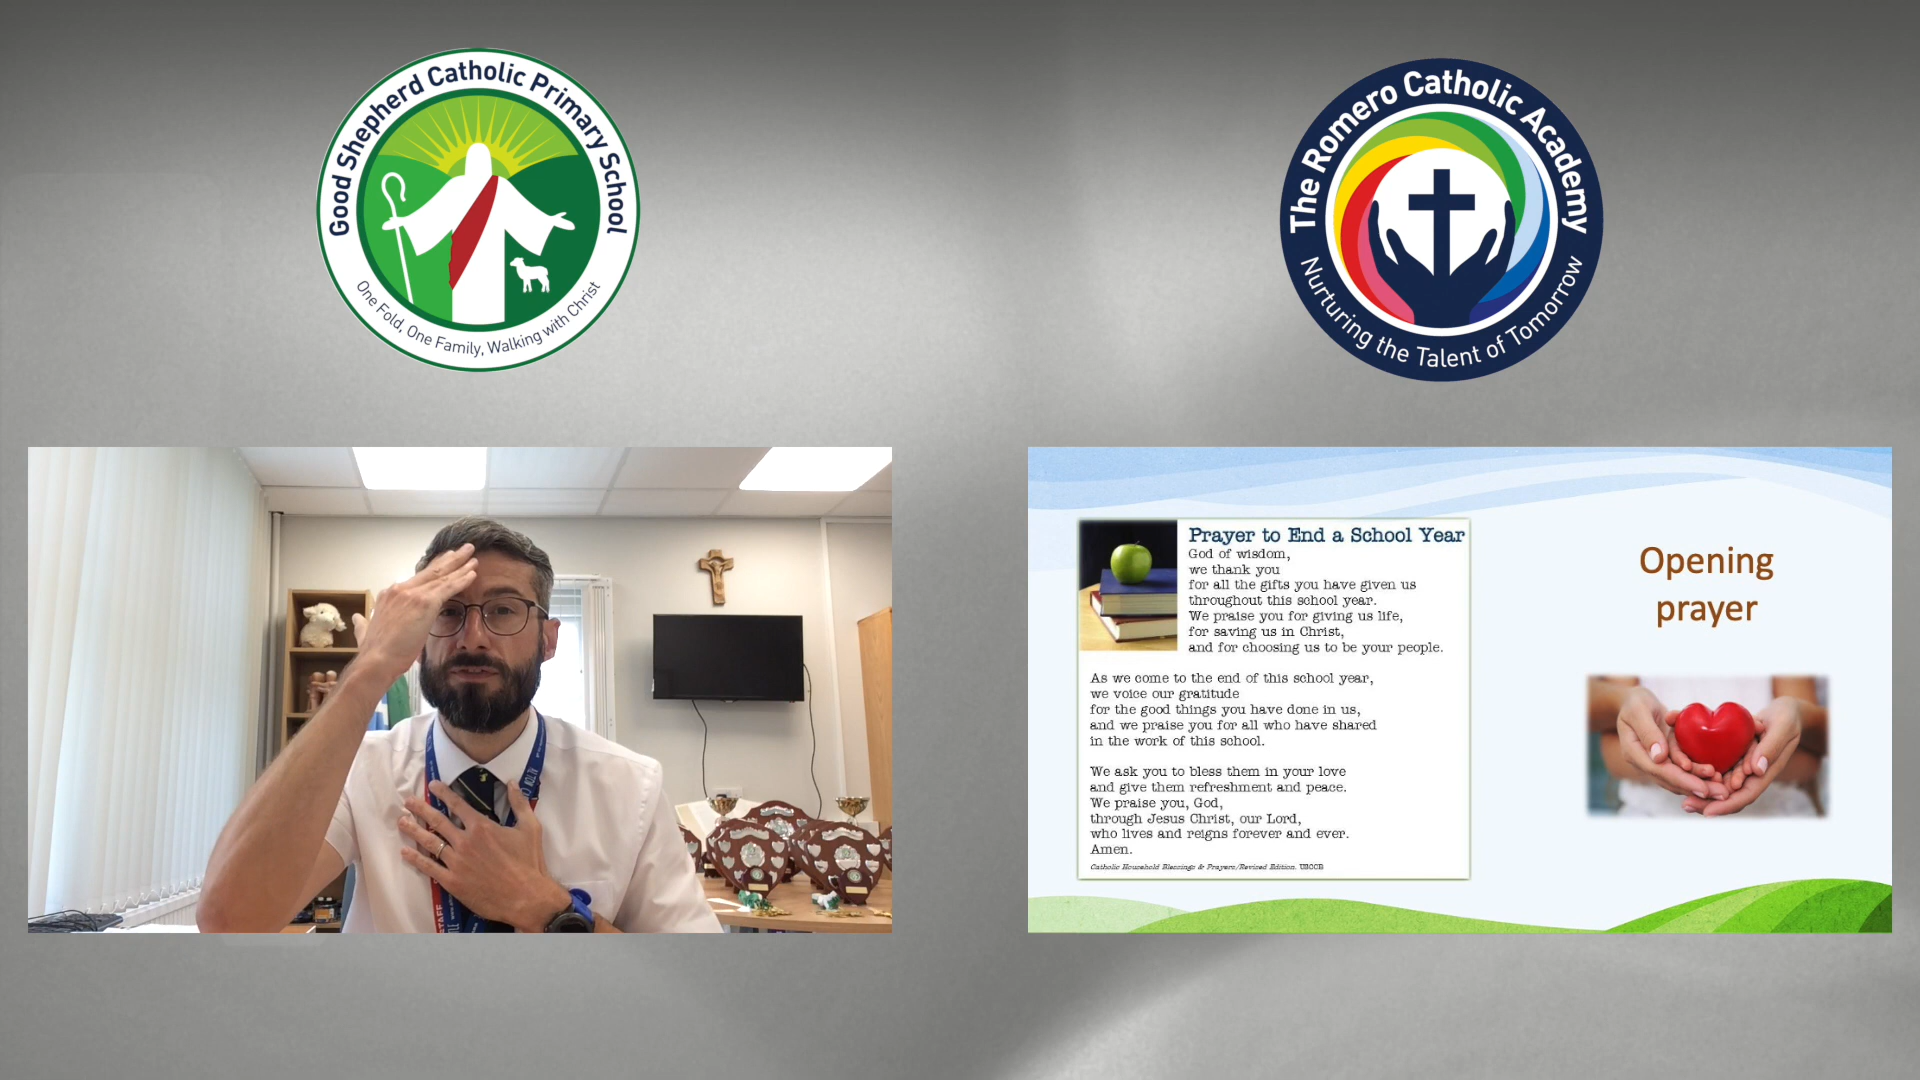 Good Shepherd Catholic Primary School
One Fold, One Family, Walking with Christ
The Romero Catholic Academy
Nurturing the Talent of Tomorrow
STAFF
Prayer to End a School Year
God of wisdom,
we thank you
for all the gifts you have given us
throughout this school year.
We praise you for giving us life,
for saving us in Christ,
and for choosing us to be your people.
As we come to the end of this school year,
we voice our gratitude
for the good things you have done in us,
and we praise you for all who have shared
in the work of this school.
We ask you to bless them in your love
and give them refreshment and peace.
We praise you, God,
through Jesus Christ, our Lord,
who lives and reigns forever and ever.
Amen.
Catholic Household Blessings & Prayers/Revised Edition. USCCB
Opening
prayer